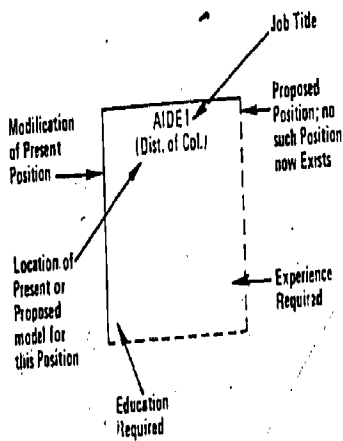 Job Title
AIDE I
(Dist. of Col.)
Modilication
of Present
Position
Proposed
Position; no
such Position
now Exists
Location of
Present or
Proposed
model for
this Position
Experience
Required
Education
Required